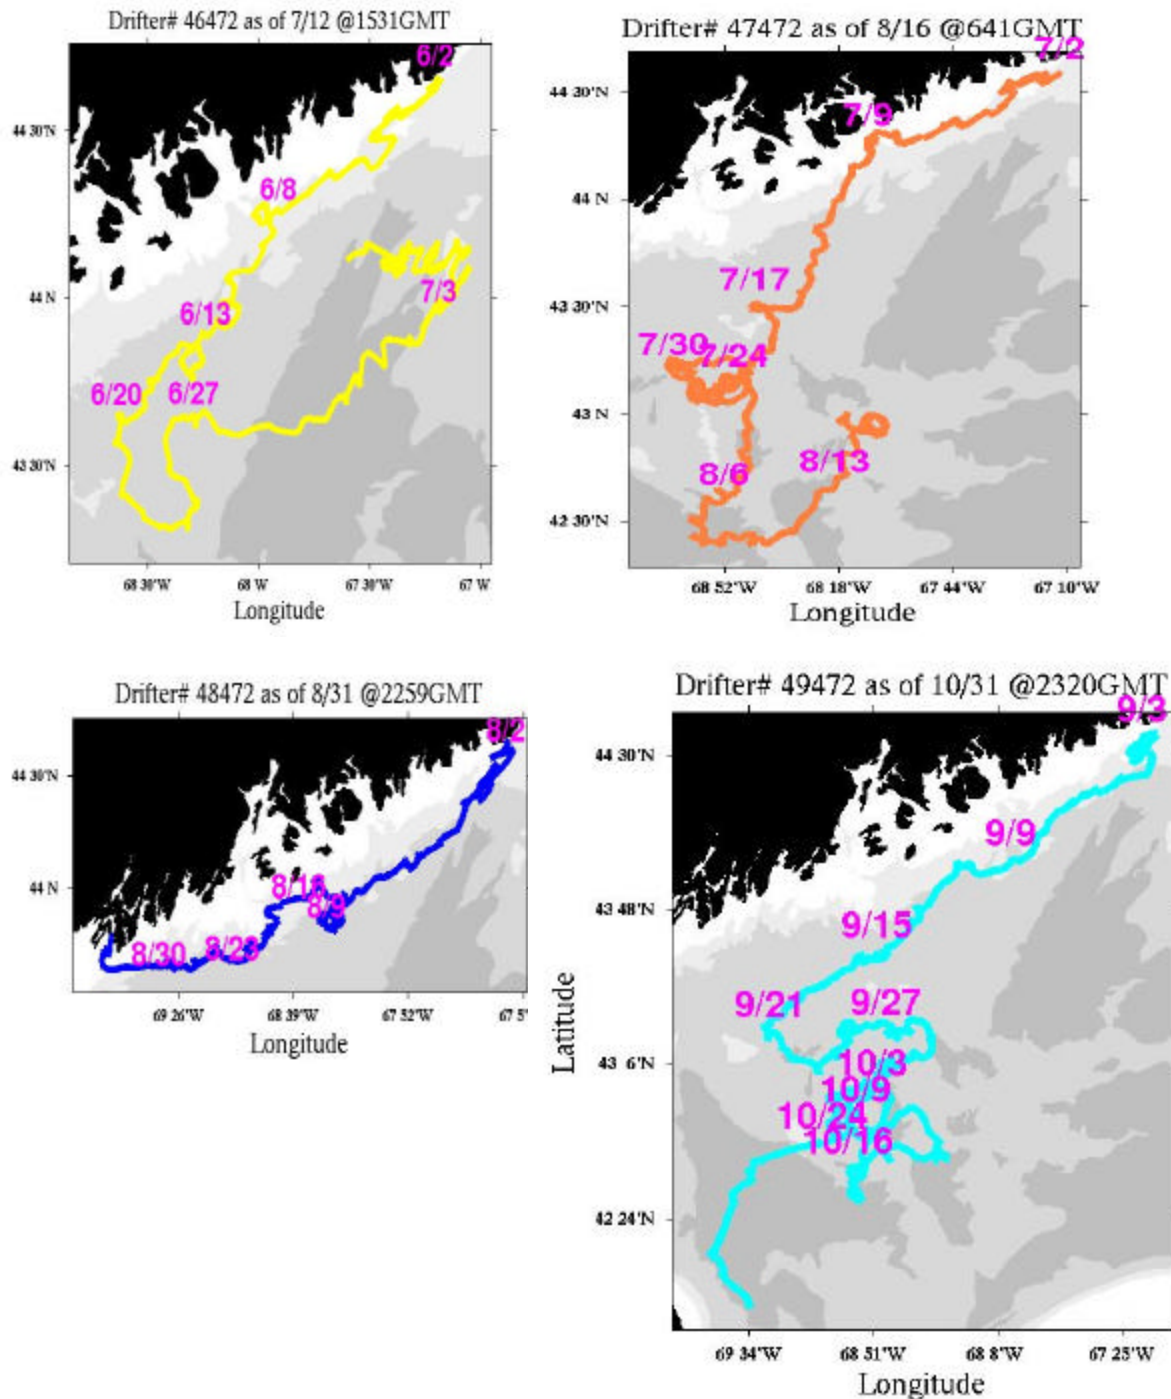 Drifter# 46472 as of 7/12 @1531GMT
6/2
44 30'N
6/8
44 N
7/3
6/13
6/20
6/27
43 30'N
68 30'W
68 W
67 30'W
67 W
Longitude
Drifter# 47472 as of 8/16 @641GMT
7/2
44 30'N
7/9
44 N
7/17
43 30'N
7/30
7/24
43 N
8/6
8/13
42 30'N
68 52'W
68 18'W
67 44'W
67 10'W
Longitude
Drifter# 48472 as of 8/31 @2259GMT
8/2
44 30'N
44 N
8/16
8/9
8/30
8/23
69 26'W
68 39'W
67 52'W
67 5'
Longitude
Drifter# 49472 as of 10/31 @2320GMT
9/3
44 30'N
9/9
43 48'N
9/15
9/21
9/27
43 6'N
10/3
10/9
10/24
10/16
42 24'N
69 34'W
68 51'W
68 8'W
67 25'W
Latitude
Longitude